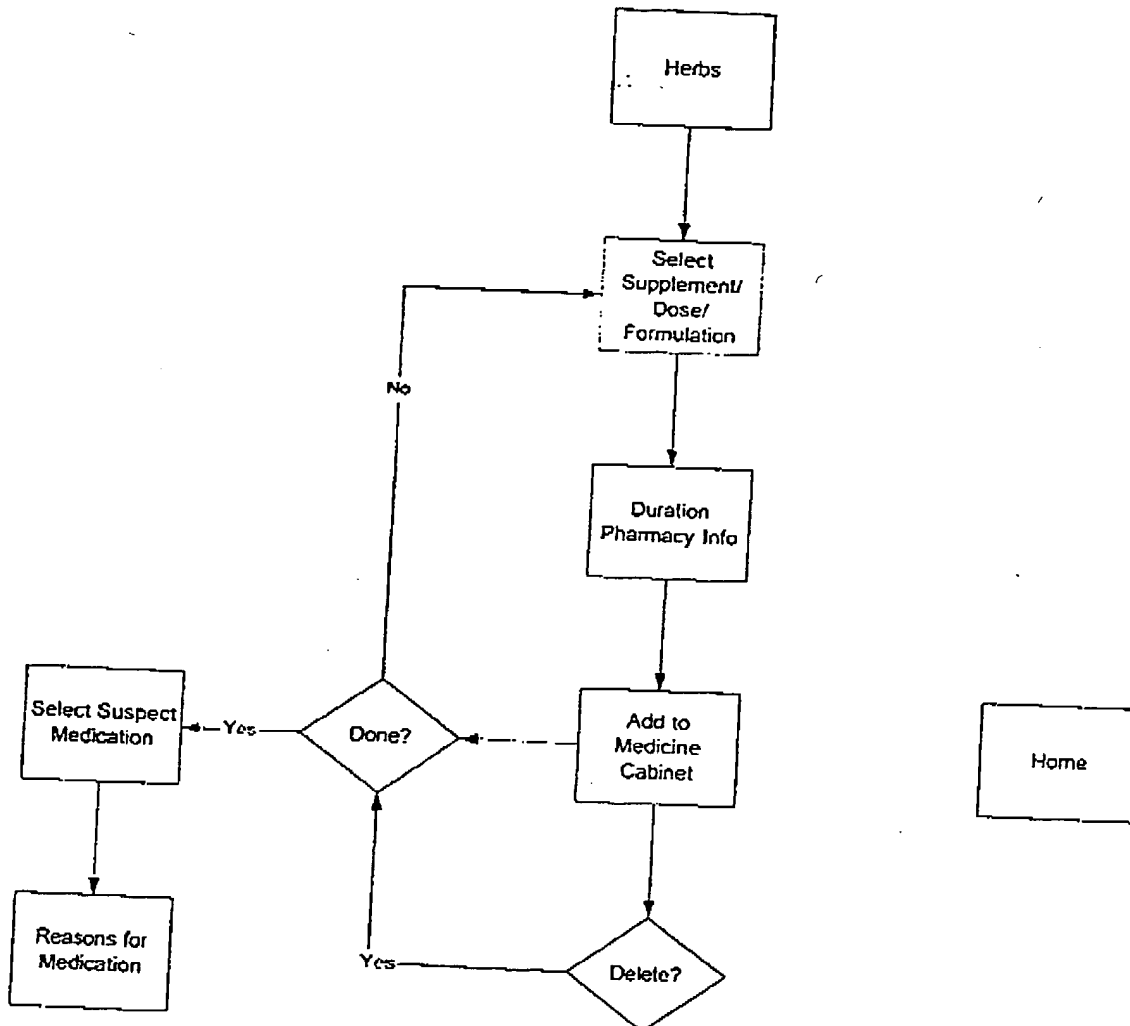 Herbs
Select
Supplement/
Dose/
Formulation
No
Duration
Pharmacy Info
Select Suspect
Medication
Yes
Done?
Add to
Medicine
Cabinet
Home
Reasons for
Medication
Yes
Delete?